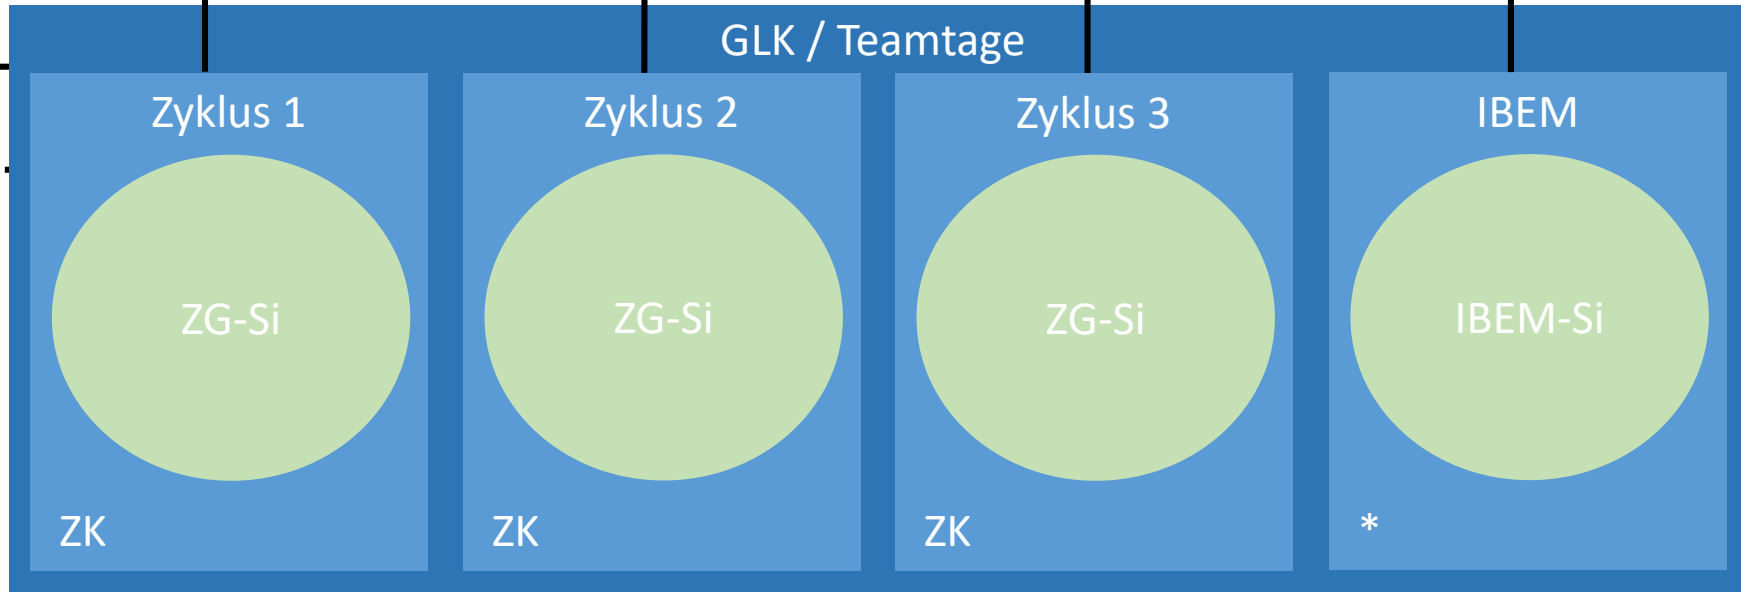 GLK / Teamtage
Zyklus 1
Zyklus 2
Zyklus 3
IBEM
ZG-Si
ZG-Si
ZG-Si
IBEM-Si
ZK
ZK
ZK
*